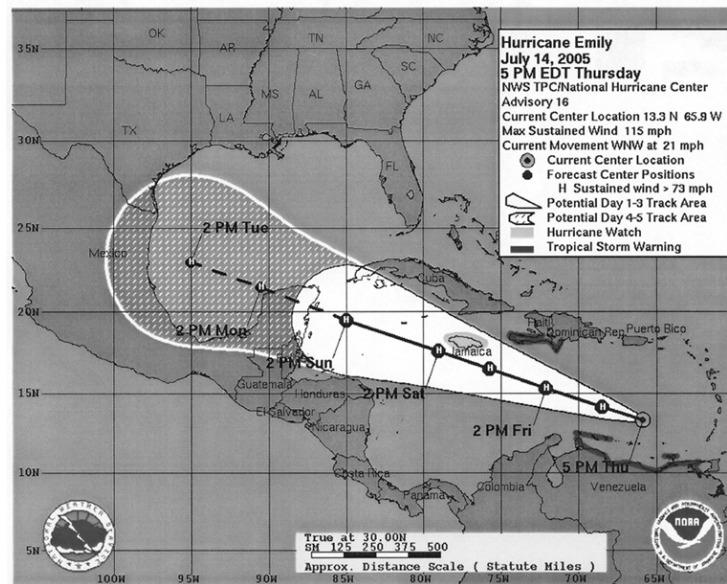 Hurricane Emily
July 14, 2005
5 PM EDT Thursday
NWS TPC/National Hurricane Center
Advisory 16
Current Center Location 13.3 N 65.9 W
Max Sustained Wind 115 mph
Current Movement WNW at 21 mph
Current Center Location
Forecast Center Positions
H Sustained wind > 73 mph
Potential Day 1-3 Track Area
Potential Day 4-5 Track Area
Hurricane Watch
Tropical Storm Warning
35N
30N
25N
20N
15N
10N
5N
OK
AR
TN
NC
SC
MS
AL
GA
TX
LA
FL
Mexico
Cuba
Haiti
Dominican Rep
Puerto Rico
Jamaica
Guatemala
Honduras
El Salvador
Nicaragua
Costa Rica
Panama
Colombia
Venezuela
2 PM Tue
2 PM Mon
2 PM Sun
2 PM Sat
2 PM Fri
5 PM Thu
H
H
H
H
H
H
H
True at 30.00N
SM 125 250 375 500
Approx. Distance Scale ( Statute Miles )
NOAA
100W
95W
90W
85W
80W
75W
70W
65W